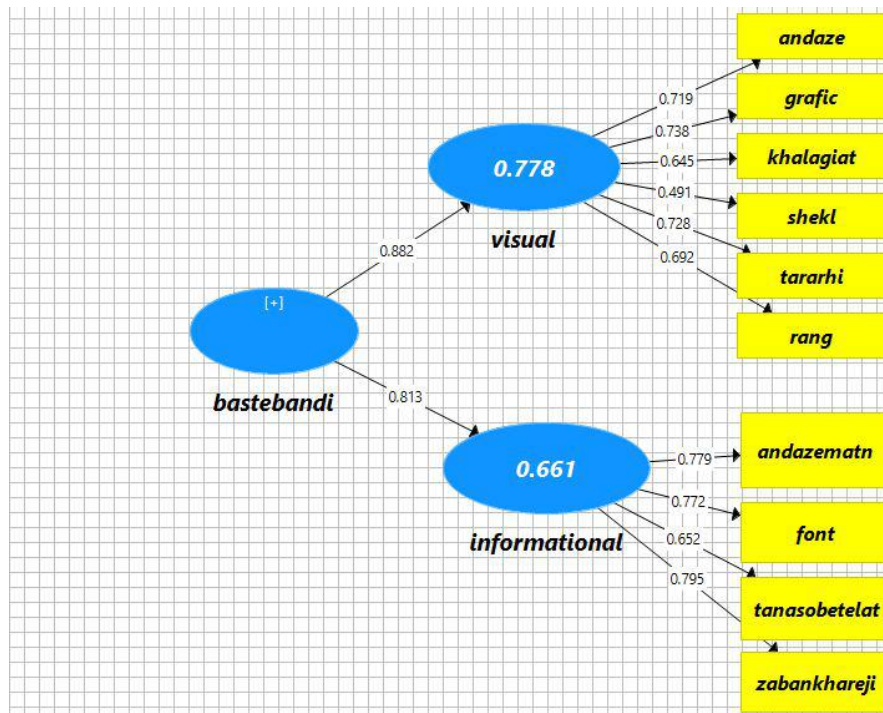 andaze
grafic
khalagiat
shekl
tararhi
rang
0.719
0.738
0.645
0.491
0.728
0.692
0.778
visual
0.882
[+]
bastebandi
0.813
0.661
informational
0.779
0.772
0.652
0.795
andazematn
font
tanasobetelat
zabankhareji